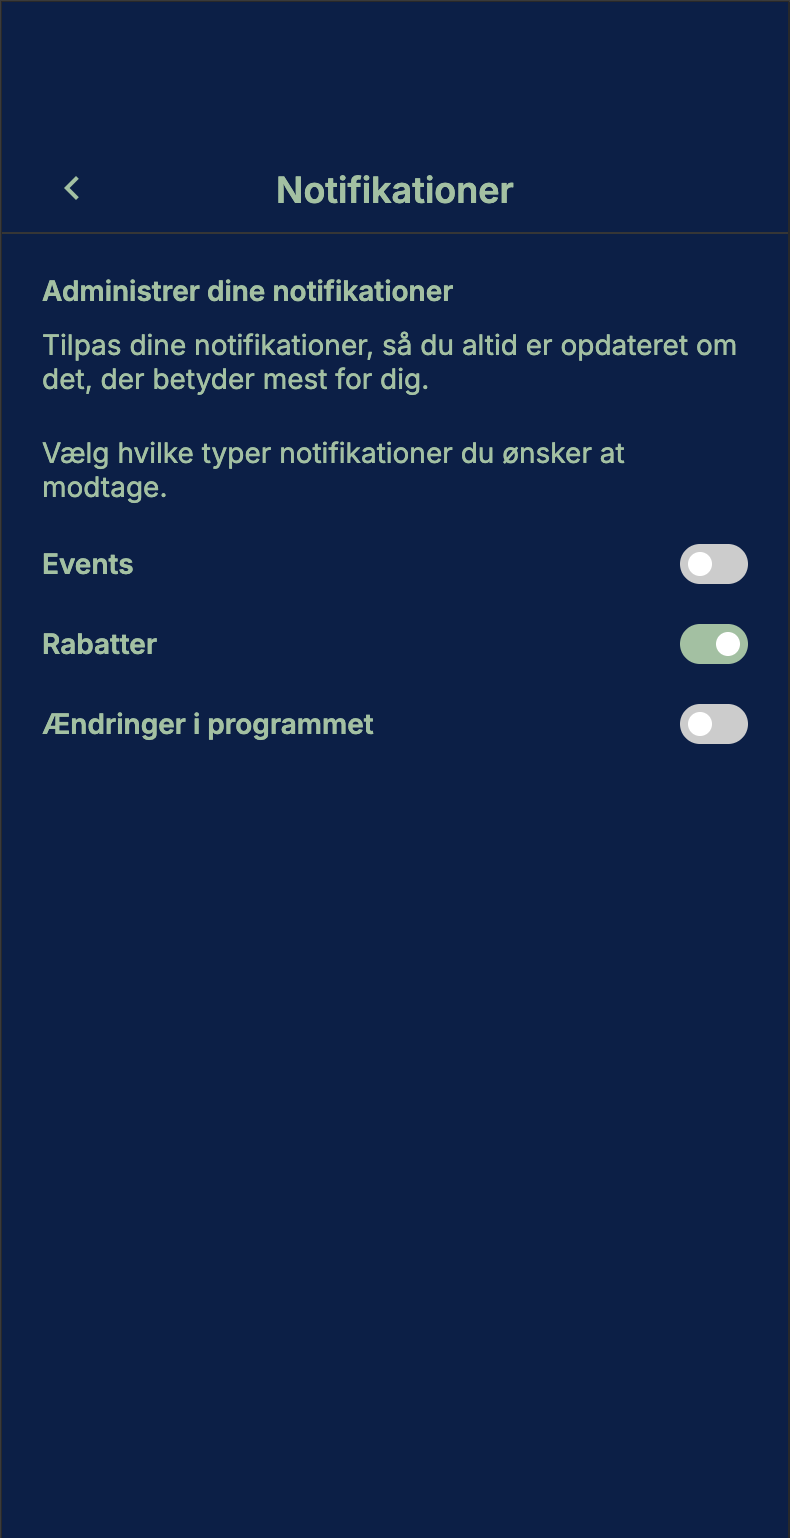 Notifikationer
Administrer dine notifikationer
Tilpas dine notifikationer, så du altid er opdateret om
det, der betyder mest for dig.
Vælg hvilke typer notifikationer du ønsker at
modtage.
Events
Rabatter
Ændringer i programmet